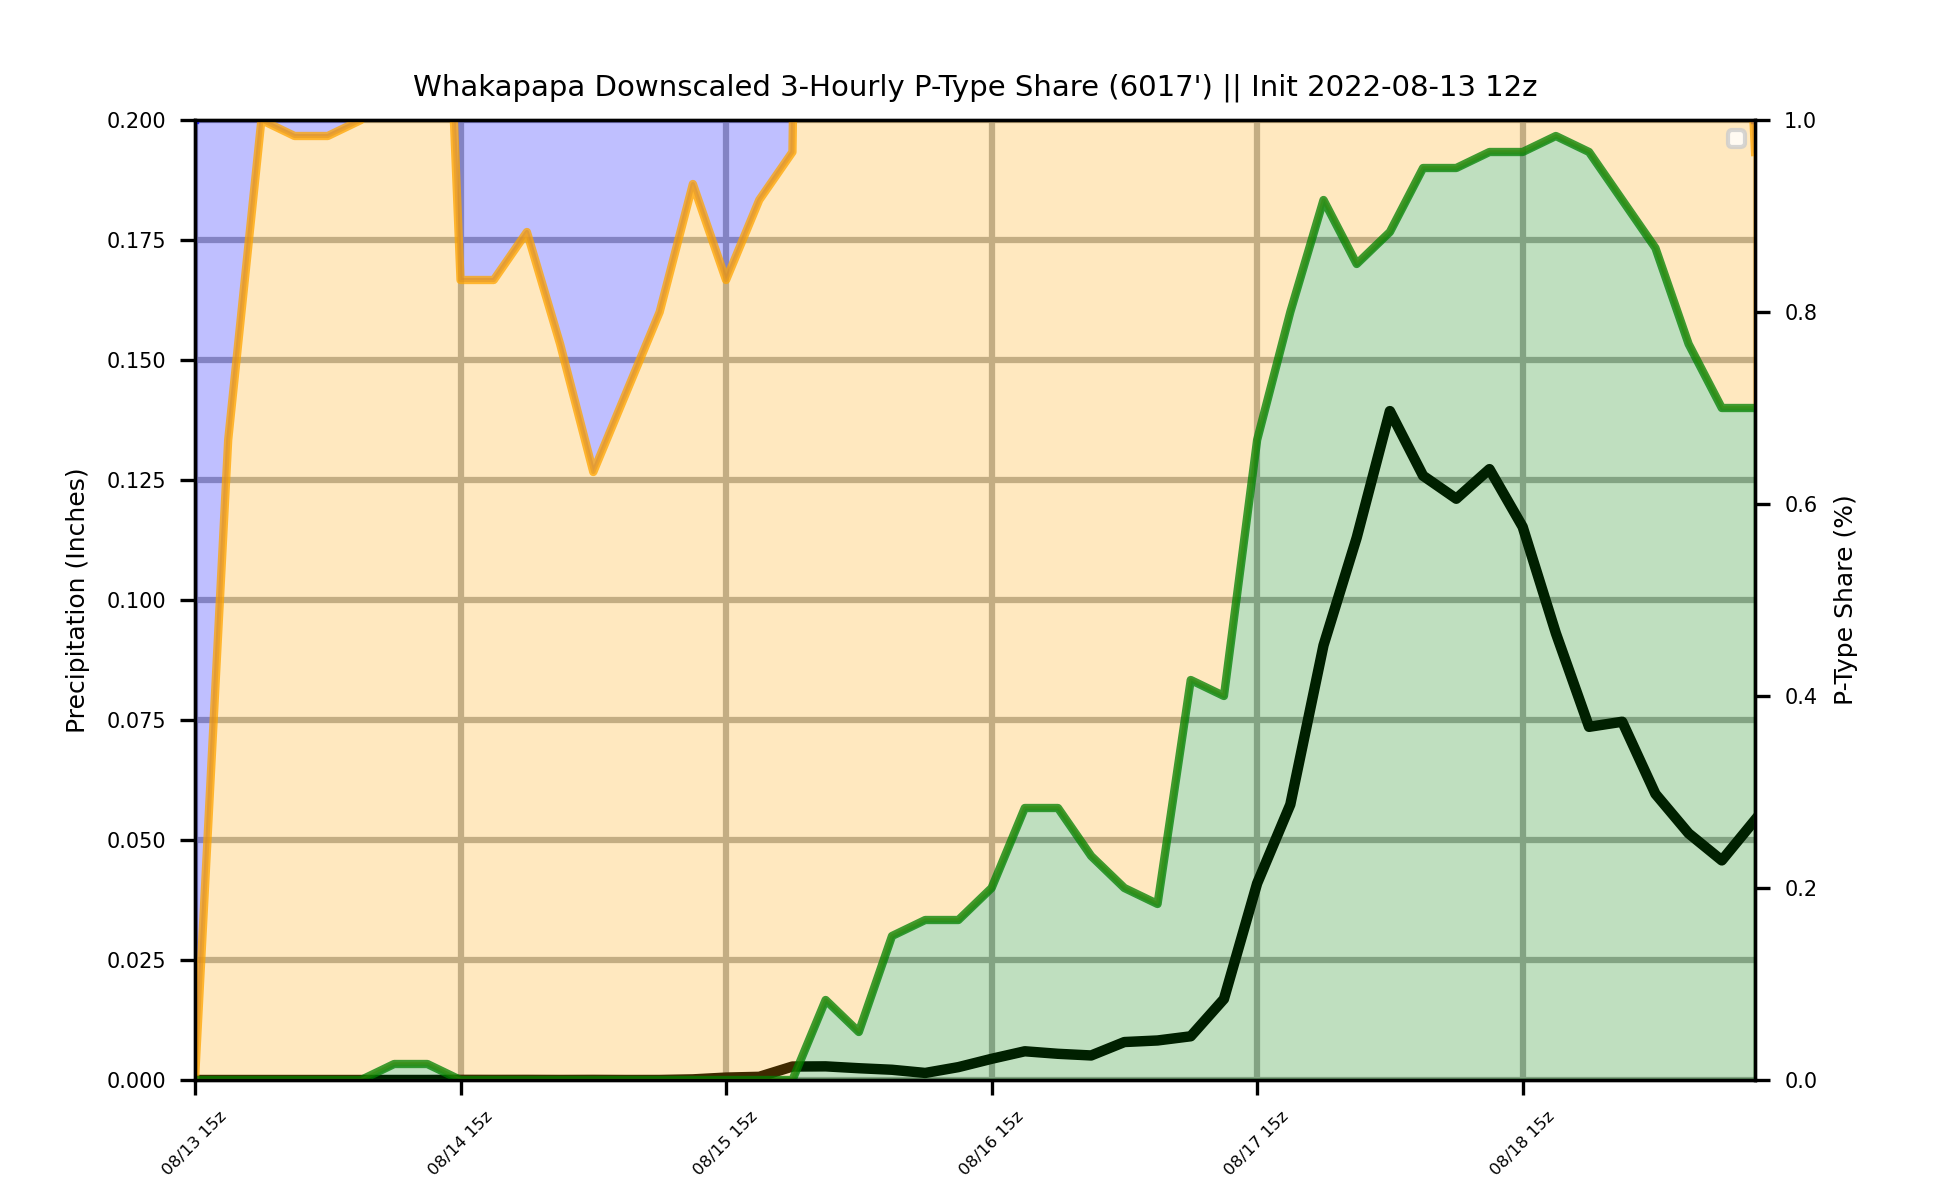 Whakapapa Downscaled 3-Hourly P-Type Share (6017') || Init 2022-08-13 12z
Precipitation (Inches)
0.200
0.175
0.150
0.125
0.100
0.075
0.050
0.025
0.000
1.0
0.8
0.6
0.4
0.2
0.0
P-Type Share (%)
08/13 15z
08/14 15z
08/15 15z
08/16 15z
08/17 15z
08/18 15z